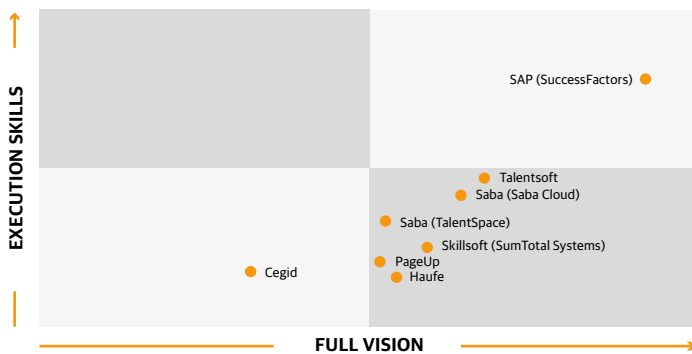 EXECUTION SKILLS
SAP (SuccessFactors)
Talentsoft
Saba (Saba Cloud)
Saba (TalentSpace)
Skillsoft (SumTotal Systems)
PageUp
Cegid
Haufe
FULL VISION